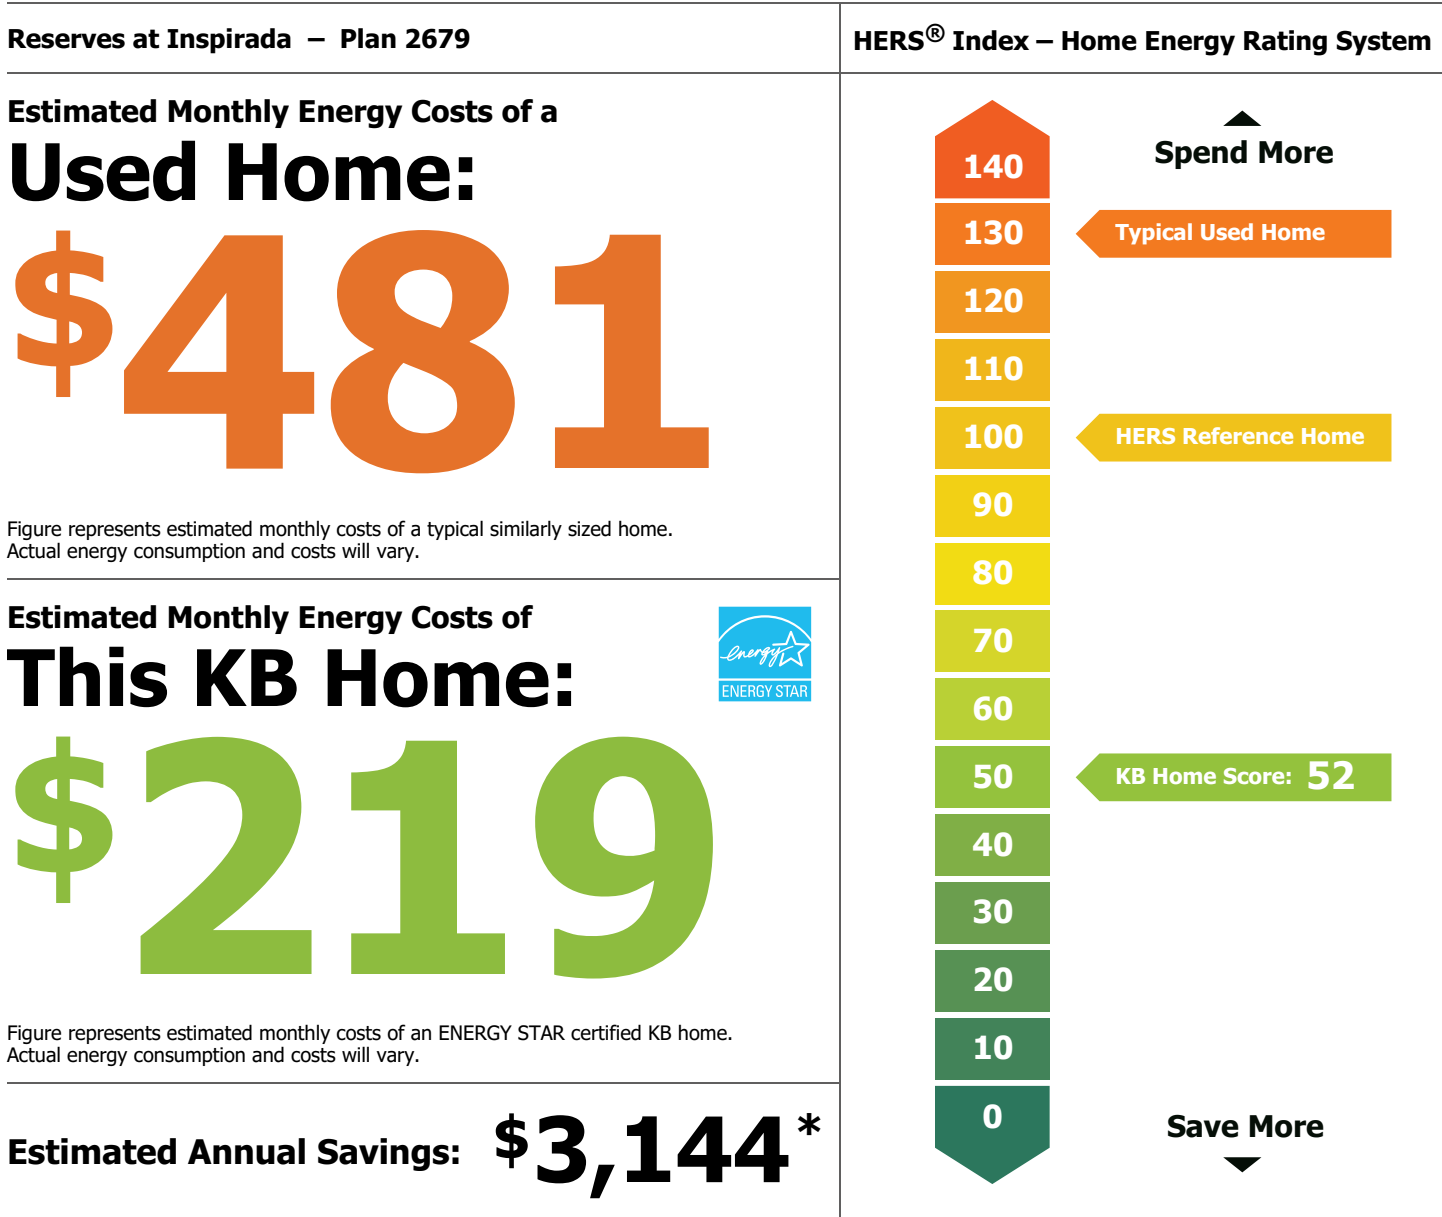 Reserves at Inspirada – Plan 2679
Estimated Monthly Energy Costs of a
Used Home:
$481
Figure represents estimated monthly costs of a typical similarly sized home.
Actual energy consumption and costs will vary.
Estimated Monthly Energy Costs of
This KB Home:
energy
ENERGY STAR
$219
Figure represents estimated monthly costs of an ENERGY STAR certified KB home.
Actual energy consumption and costs will vary.
Estimated Annual Savings: $3,144*
HERS® Index – Home Energy Rating System
Spend More
140
130 Typical Used Home
120
110
100 HERS Reference Home
90
80
70
60
50 KB Home Score: 52
40
30
20
10
0
Save More